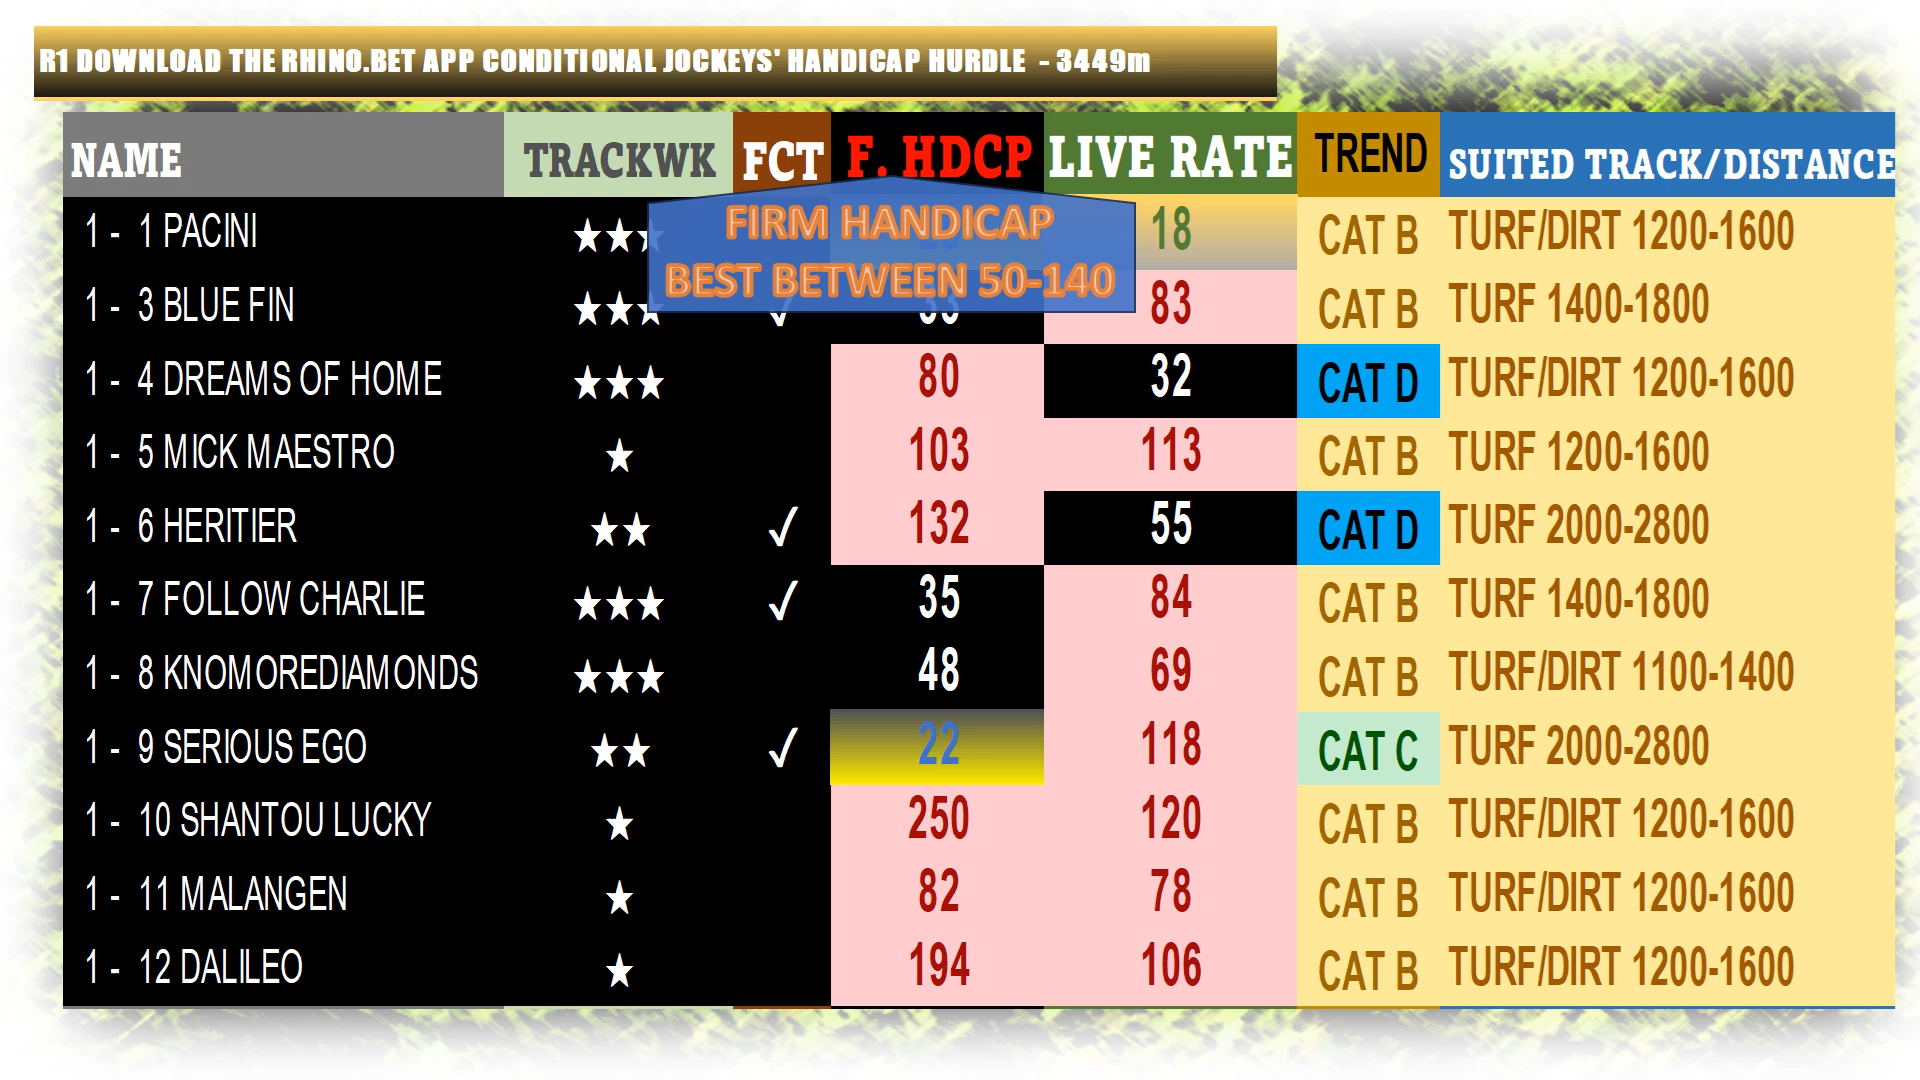 R1 DOWNLOAD THE RHINO.BET APP CONDITIONAL JOCKEYS' HANDICAP HURDLE - 3449m
NAME TRACKWK FCT F. HDCP LIVE RATE TREND SUITED TRACK/DISTANCE
1 - 1 PACINI ★★★ 18 CAT B TURF/DIRT 1200-1600
FIRM HANDICAP
BEST BETWEEN 50-140
1 - 3 BLUE FIN ★★★ ✓ 83 CAT B TURF 1400-1800
1 - 4 DREAMS OF HOME ★★★ 80 32 CAT D TURF/DIRT 1200-1600
1 - 5 MICK MAESTRO ★ 103 113 CAT B TURF 1200-1600
1 - 6 HERITIER ★★ ✓ 132 55 CAT D TURF 2000-2800
1 - 7 FOLLOW CHARLIE ★★★ ✓ 35 84 CAT B TURF 1400-1800
1 - 8 KNOMOREDIAMONDS ★★★ 48 69 CAT B TURF/DIRT 1100-1400
1 - 9 SERIOUS EGO ★★ ✓ 22 118 CAT C TURF 2000-2800
1 - 10 SHANTOU LUCKY ★ 250 120 CAT B TURF/DIRT 1200-1600
1 - 11 MALANGEN ★ 82 78 CAT B TURF/DIRT 1200-1600
1 - 12 DALILEO ★ 194 106 CAT B TURF/DIRT 1200-1600